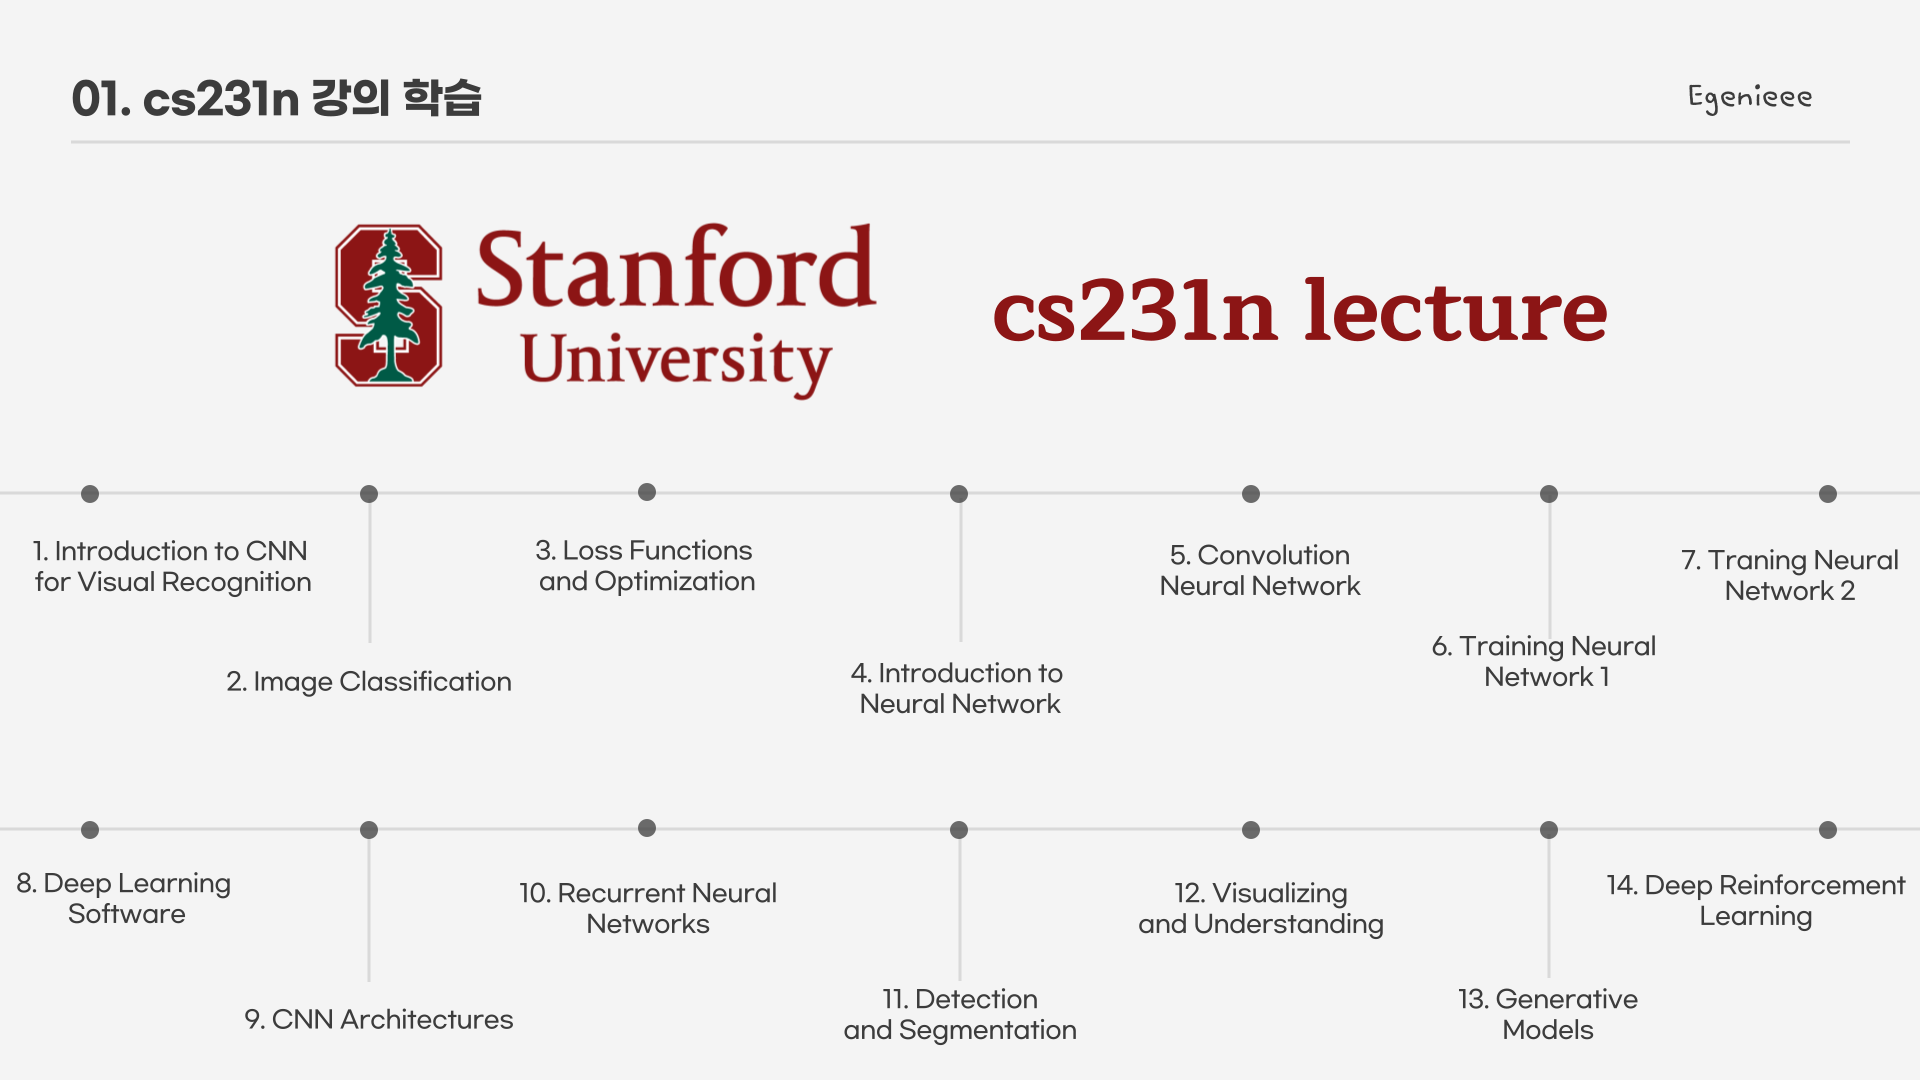 01. cs231n 강의 학습
Egenieee
Stanford
University
cs231n lecture
1. Introduction to CNN
for Visual Recognition
2. Image Classification
3. Loss Functions
and Optimization
4. Introduction to
Neural Network
5. Convolution
Neural Network
6. Training Neural
Network 1
7. Traning Neural
Network 2
8. Deep Learning
Software
9. CNN Architectures
10. Recurrent Neural
Networks
11. Detection
and Segmentation
12. Visualizing
and Understanding
13. Generative
Models
14. Deep Reinforcement
Learning